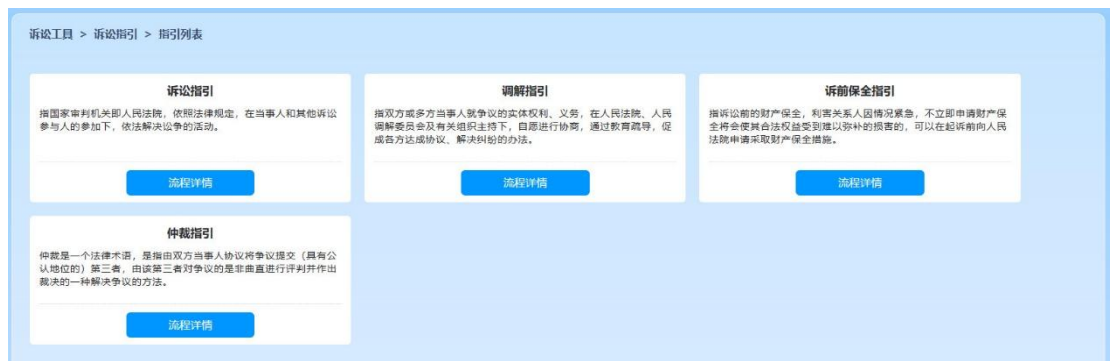 诉讼工具 > 诉讼指引 > 指引列表
诉讼指引
指国家审判机关即人民法院，依照法律规定，在当事人和其他诉讼
参与人的参加下，依法解决讼争的活动。
流程详情
调解指引
指双方或多方当事人就争议的实体权利、义务，在人民法院、人民
调解委员会及有关组织主持下，自愿进行协商，通过教育疏导，促
成各方达成协议、解决纠纷的办法。
流程详情
诉前保全指引
指诉讼前的财产保全，利害关系人因情况紧急，不立即申请财产保
全将会使其合法权益受到难以弥补的损害的，可以在起诉前向人民
法院申请采取财产保全措施。
流程详情
仲裁指引
仲裁是一个法律术语，是指由双方当事人协议将争议提交（具有公
认地位的）第三者，由该第三者对争议的是非曲直进行评判并作出
裁决的一种解决争议的方法。
流程详情